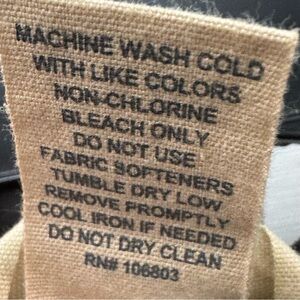 MACHINE WASH COLD
WITH LIKE COLORS
NON-CHLORINE
BLEACH ONLY
DO NOT USE
FABRIC SOFTENERS
TUMBLE DRY LOW
REMOVE PROMPTLY
COOL IRON IF NEEDED
DO NOT DRY CLEAN
RN# 106803